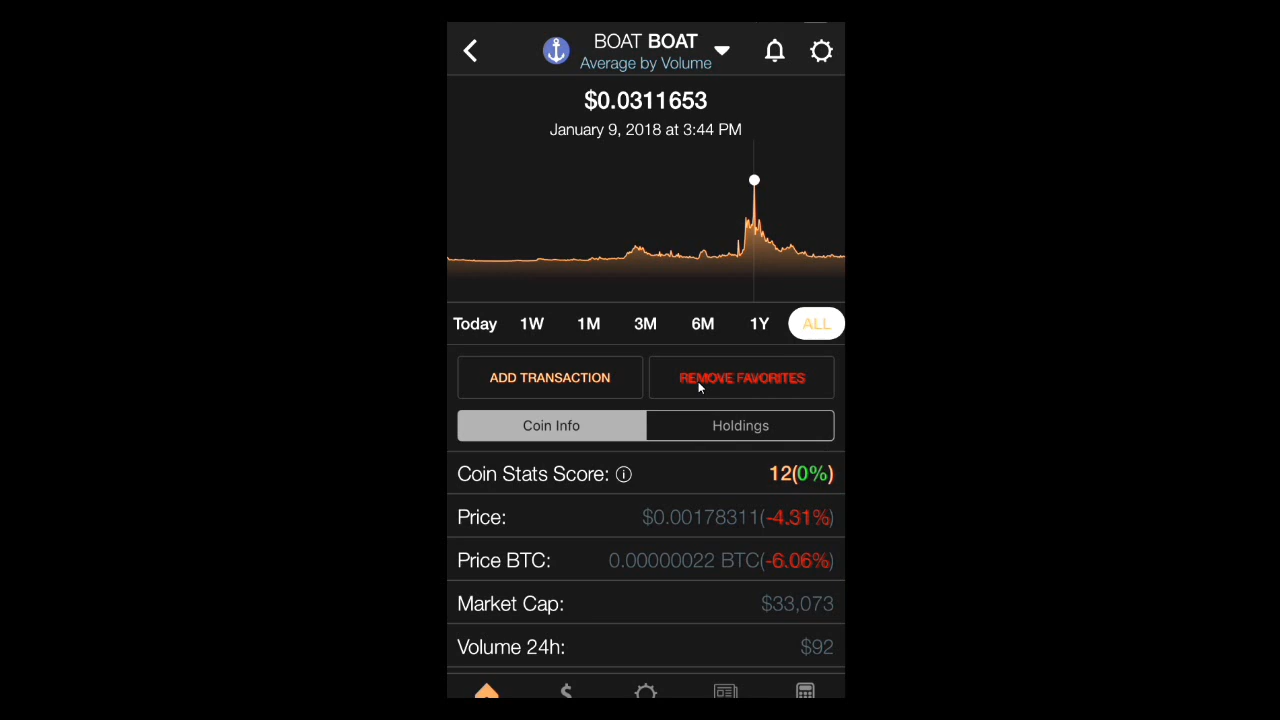 BOAT BOAT
Average by Volume
$0.0311653
January 9, 2018 at 3:44 PM
Today 1W 1M 3M 6M 1Y ALL
ADD TRANSACTION REMOVE FAVORITES
Coin Info Holdings
Coin Stats Score: 12(0%)
Price: $0.00178311(-4.31%)
Price BTC: 0.00000022 BTC(-6.06%)
Market Cap: $33,073
Volume 24h: $92